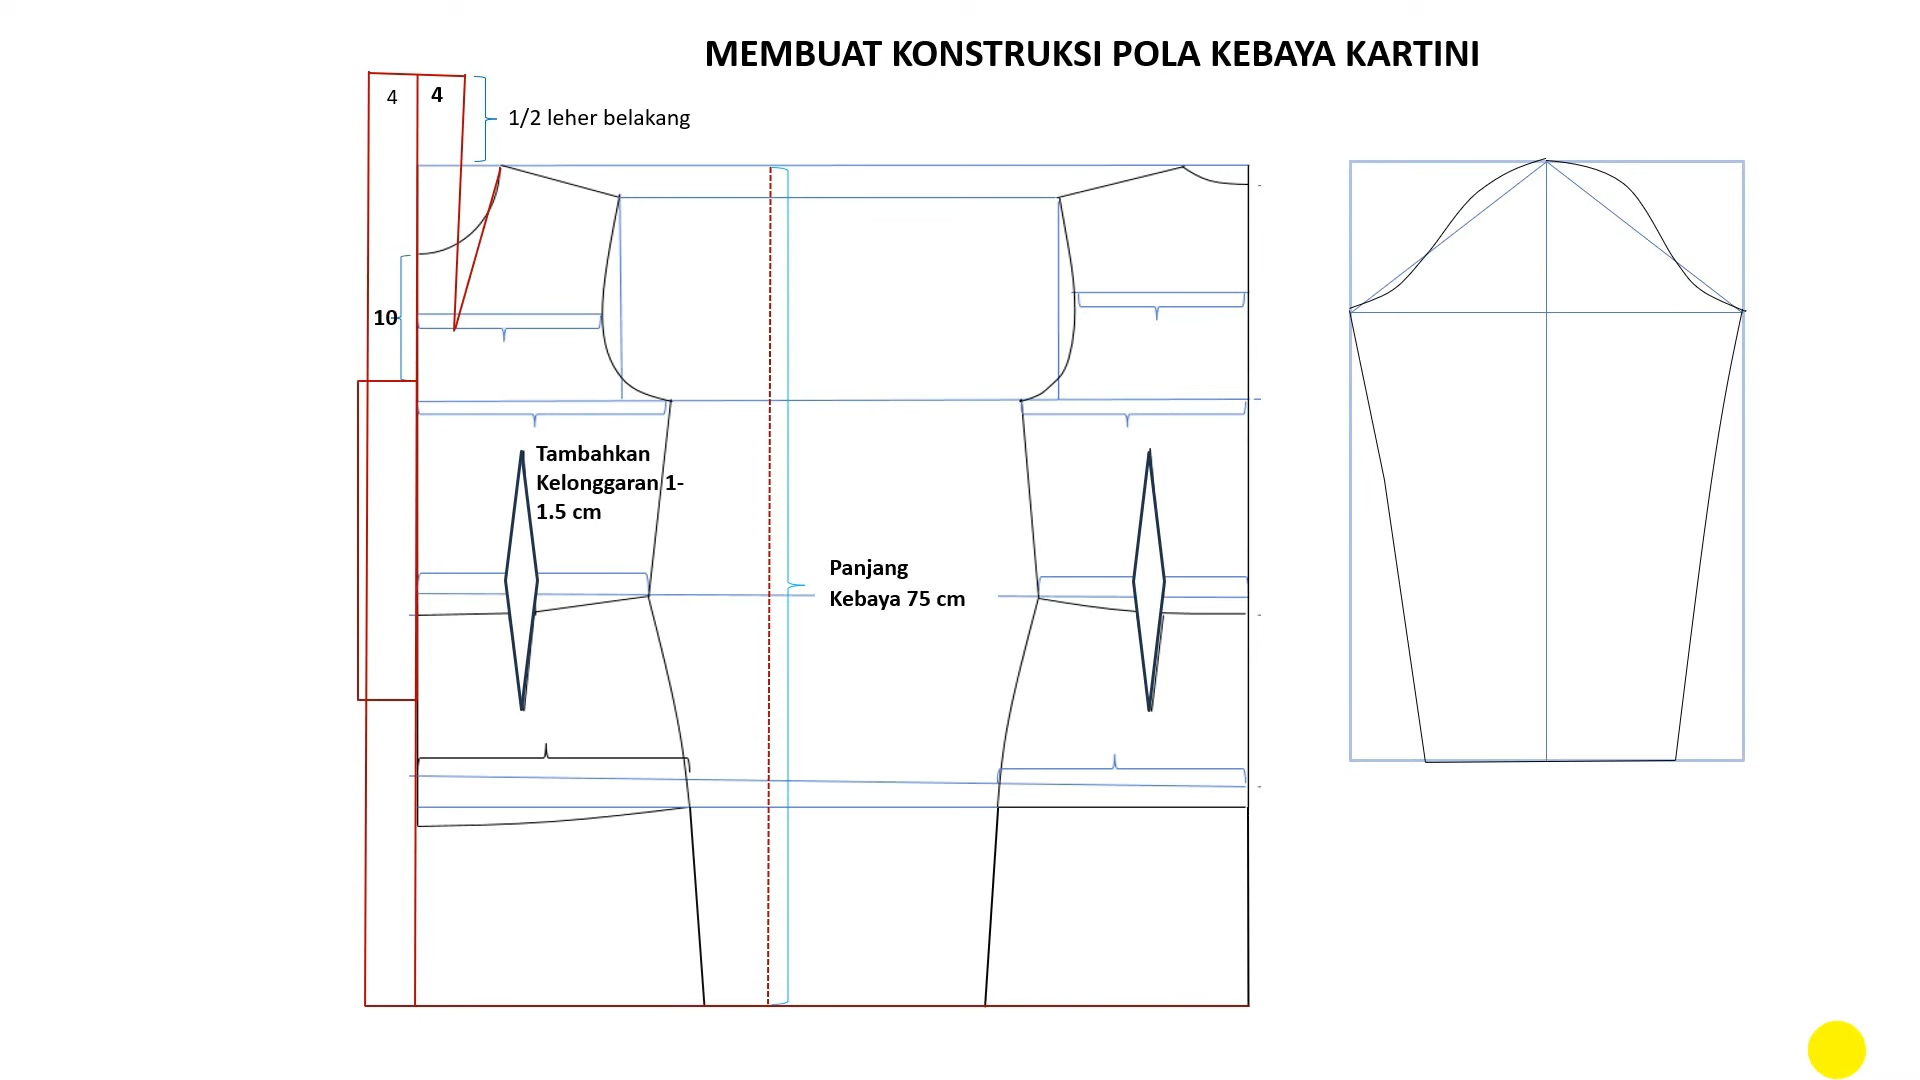 MEMBUAT KONSTRUKSI POLA KEBAYA KARTINI
4
4
1/2 leher belakang
10
Tambahkan
Kelonggaran 1-
1.5 cm
Panjang
Kebaya 75 cm